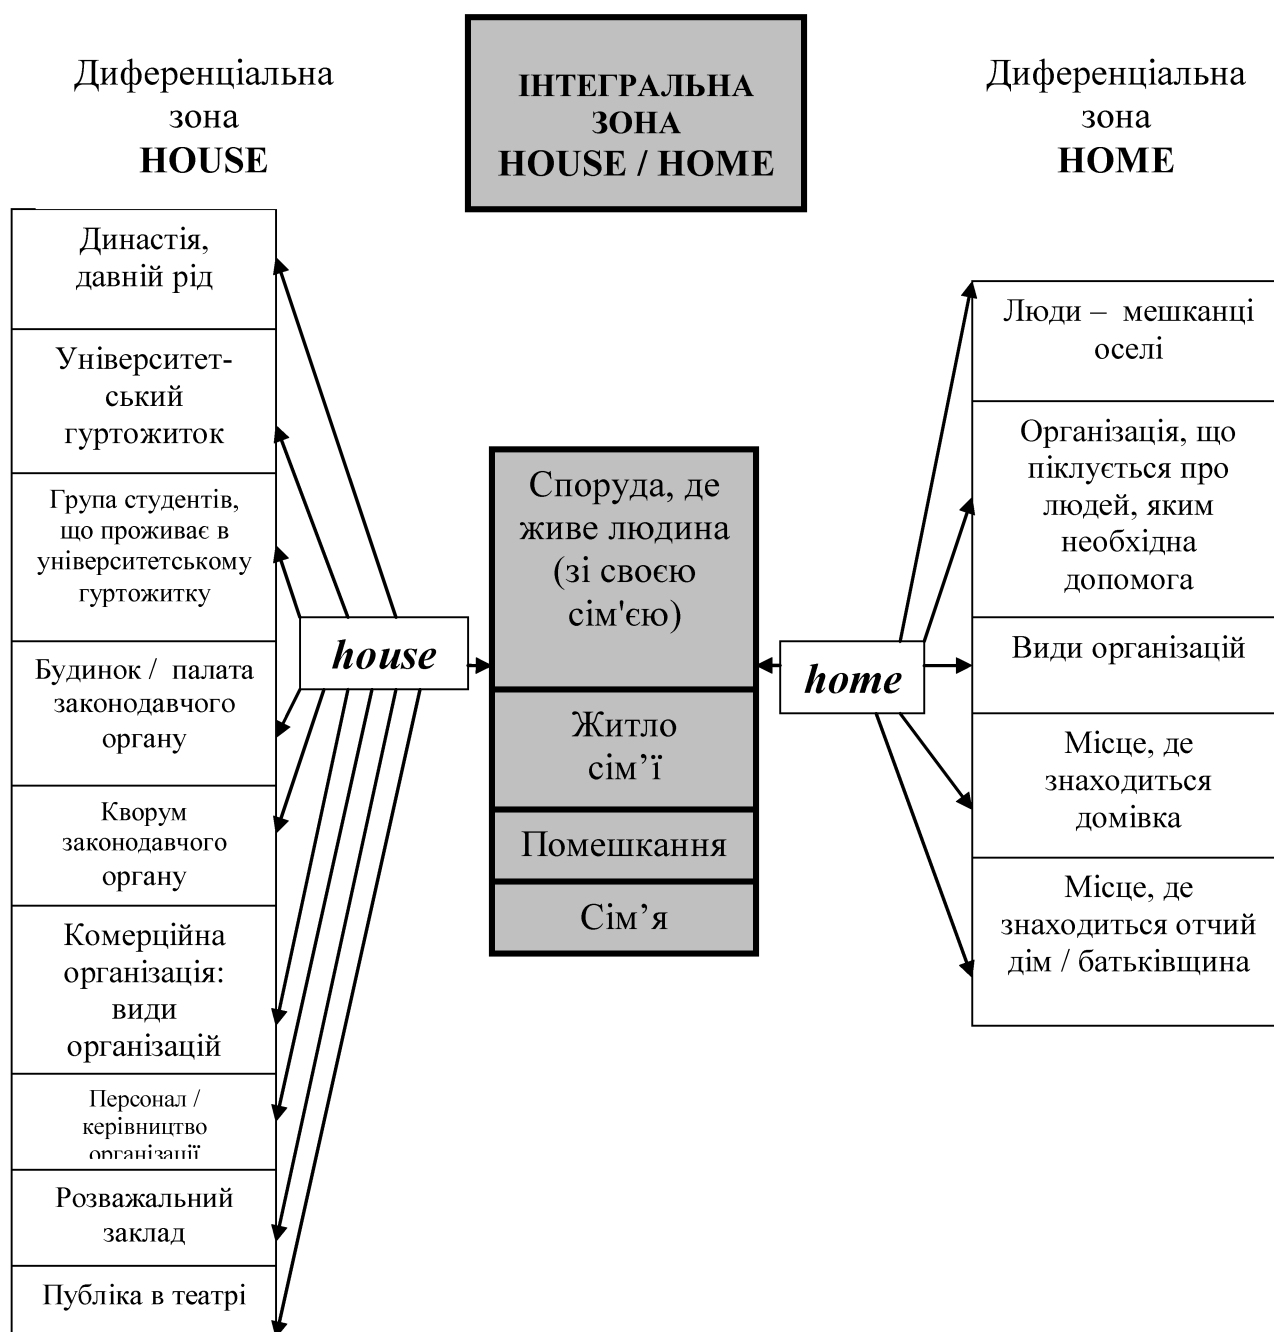 Диференціальна
зона
HOUSE
ІНТЕГРАЛЬНА
ЗОНА
HOUSE / HOME
Диференціальна
зона
HOME
Династія,
давній рід
Університет-
ський
гуртожиток
Група студентів,
що проживає в
університетському
гуртожитку
Будинок / палата
законодавчого
органу
Кворум
законодавчого
органу
Комерційна
організація:
види
організацій
Персонал /
керівництво
організації
Розважальний
заклад
Публіка в театрі
house
Споруда, де
живе людина
(зі своєю
сім'єю)
Житло
сім’ї
Помешкання
Сім’я
home
Люди – мешканці
оселі
Організація, що
піклується про
людей, яким
необхідна
допомога
Види організацій
Місце, де
знаходиться
домівка
Місце, де
знаходиться отчий
дім / батьківщина